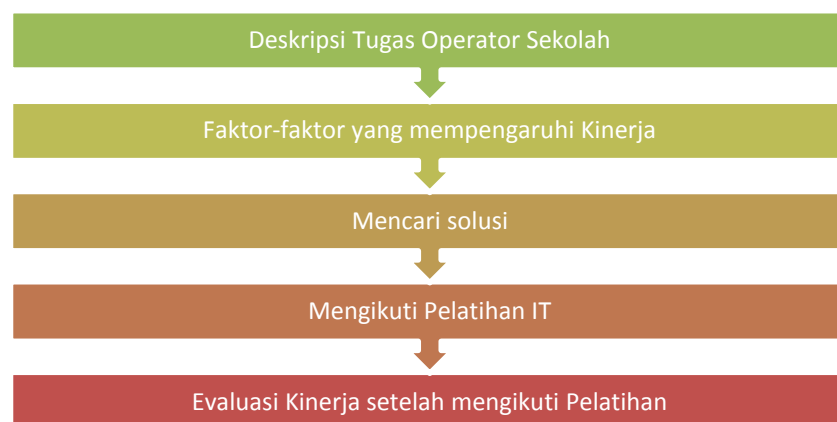 Deskripsi Tugas Operator Sekolah
Faktor-faktor yang mempengaruhi Kinerja
Mencari solusi
Mengikuti Pelatihan IT
Evaluasi Kinerja setelah mengikuti Pelatihan